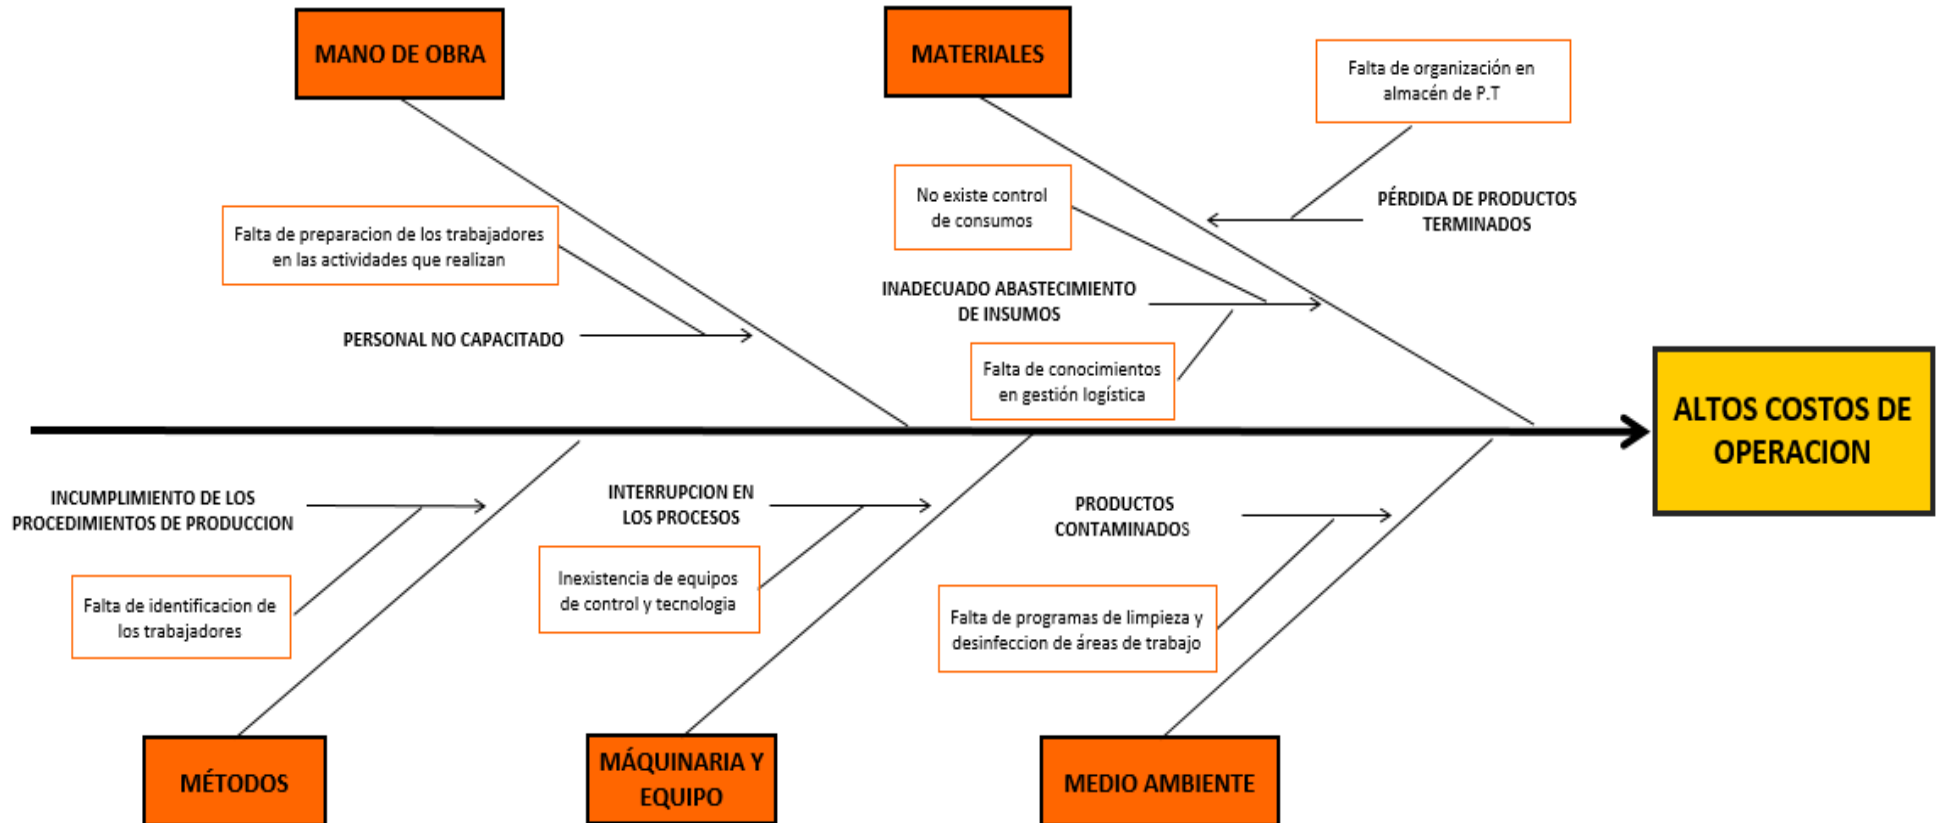 MANO DE OBRA
MATERIALES
Falta de organización en
almacén de P.T
No existe control
de consumos
PÉRDIDA DE PRODUCTOS
TERMINADOS
Falta de preparacion de los trabajadores
en las actividades que realizan
INADECUADO ABASTECIMIENTO
DE INSUMOS
PERSONAL NO CAPACITADO
Falta de conocimientos
en gestión logística
ALTOS COSTOS DE
OPERACION
INCUMPLIMIENTO DE LOS
PROCEDIMIENTOS DE PRODUCCION
INTERRUPCION EN
LOS PROCESOS
PRODUCTOS
CONTAMINADOS
Falta de identificacion de
los trabajadores
Inexistencia de equipos
de control y tecnologia
Falta de programas de limpieza y
desinfeccion de áreas de trabajo
MÉTODOS
MÁQUINARIA Y
EQUIPO
MEDIO AMBIENTE